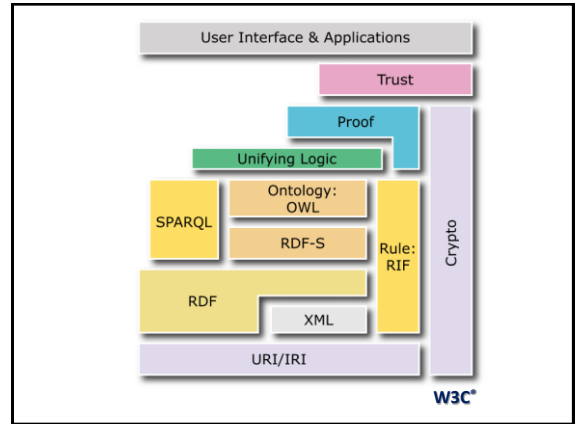 User Interface & Applications
Trust
Proof
Unifying Logic
Ontology:
OWL
SPARQL
RDF-S
Rule:
RIF
Crypto
RDF
XML
URI/IRI
W3C®